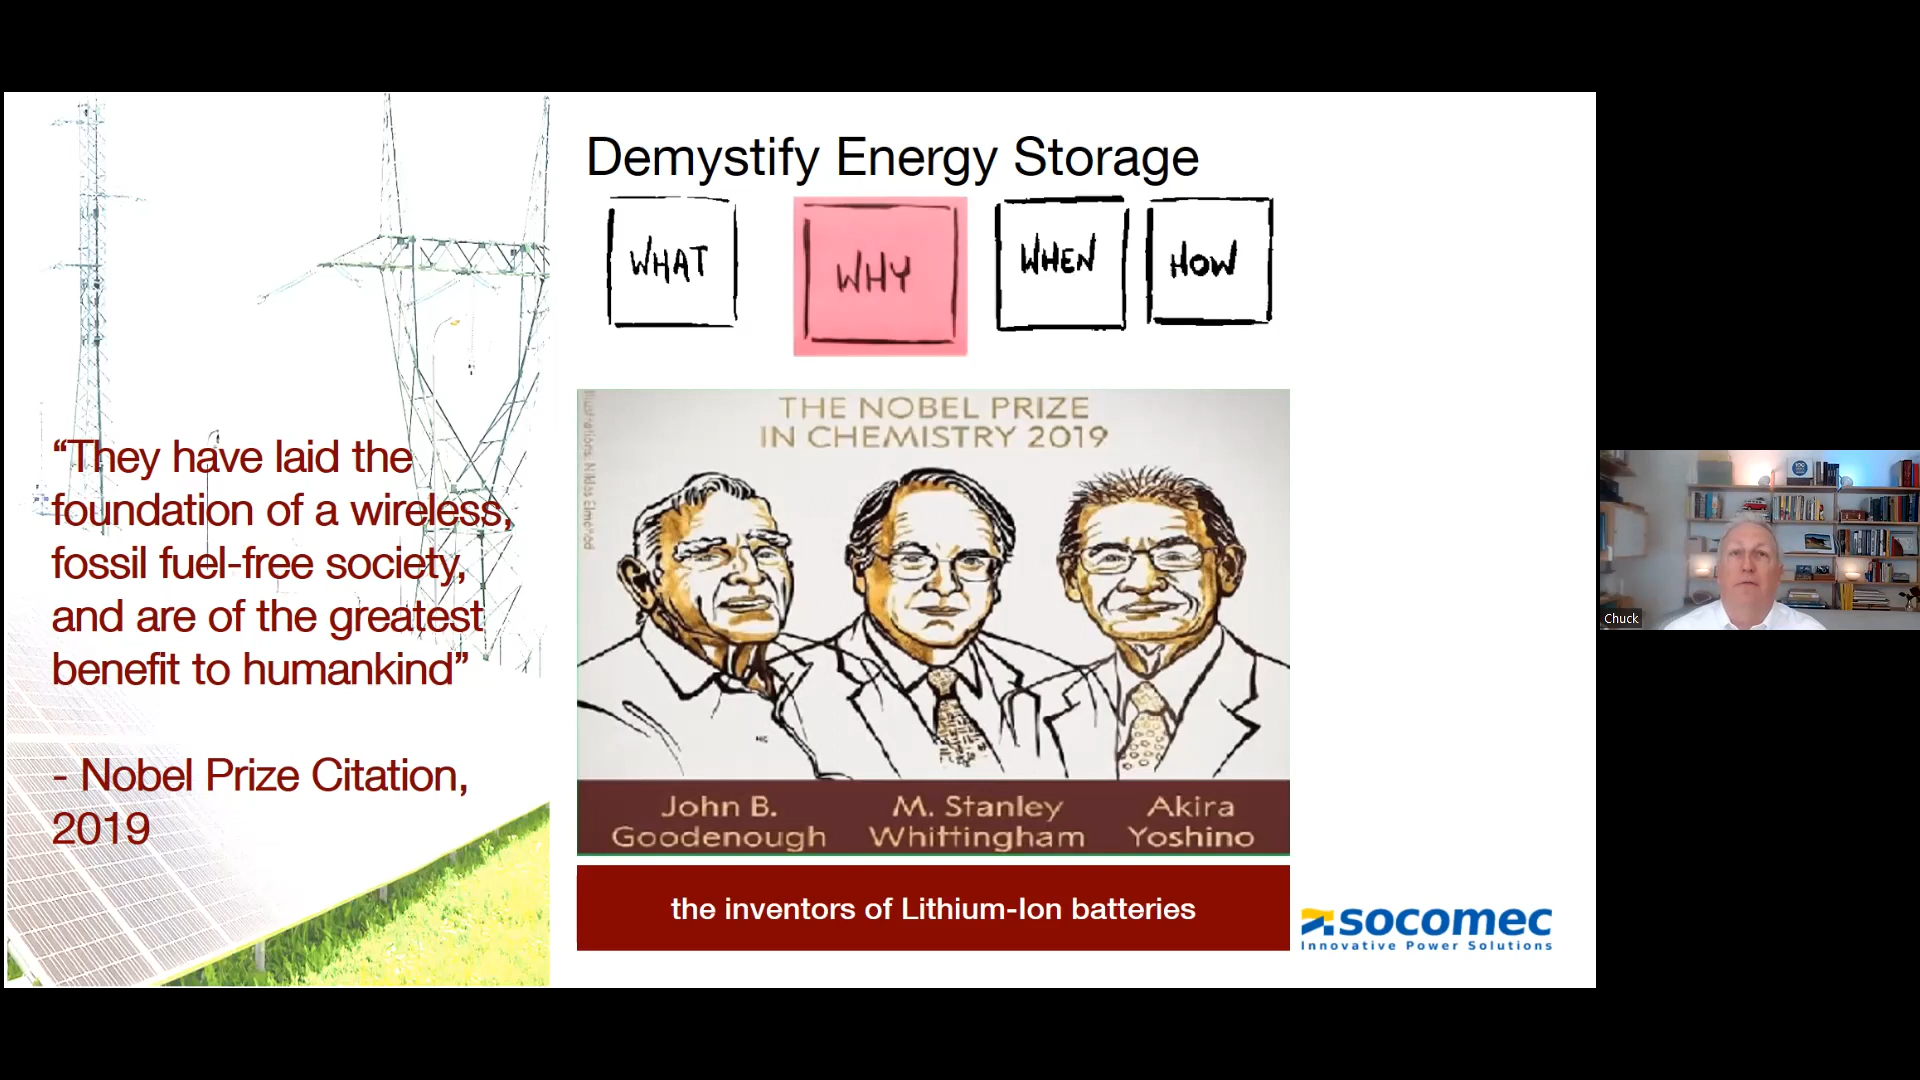 Demystify Energy Storage
WHAT
WHY
WHEN
HOW
“They have laid the
foundation of a wireless,
fossil fuel-free society,
and are of the greatest
benefit to humankind”
- Nobel Prize Citation,
2019
THE NOBEL PRIZE
IN CHEMISTRY 2019
John B.
Goodenough
M. Stanley
Whittingham
Akira
Yoshino
the inventors of Lithium-Ion batteries
socomec
Innovative Power Solutions
Chuck